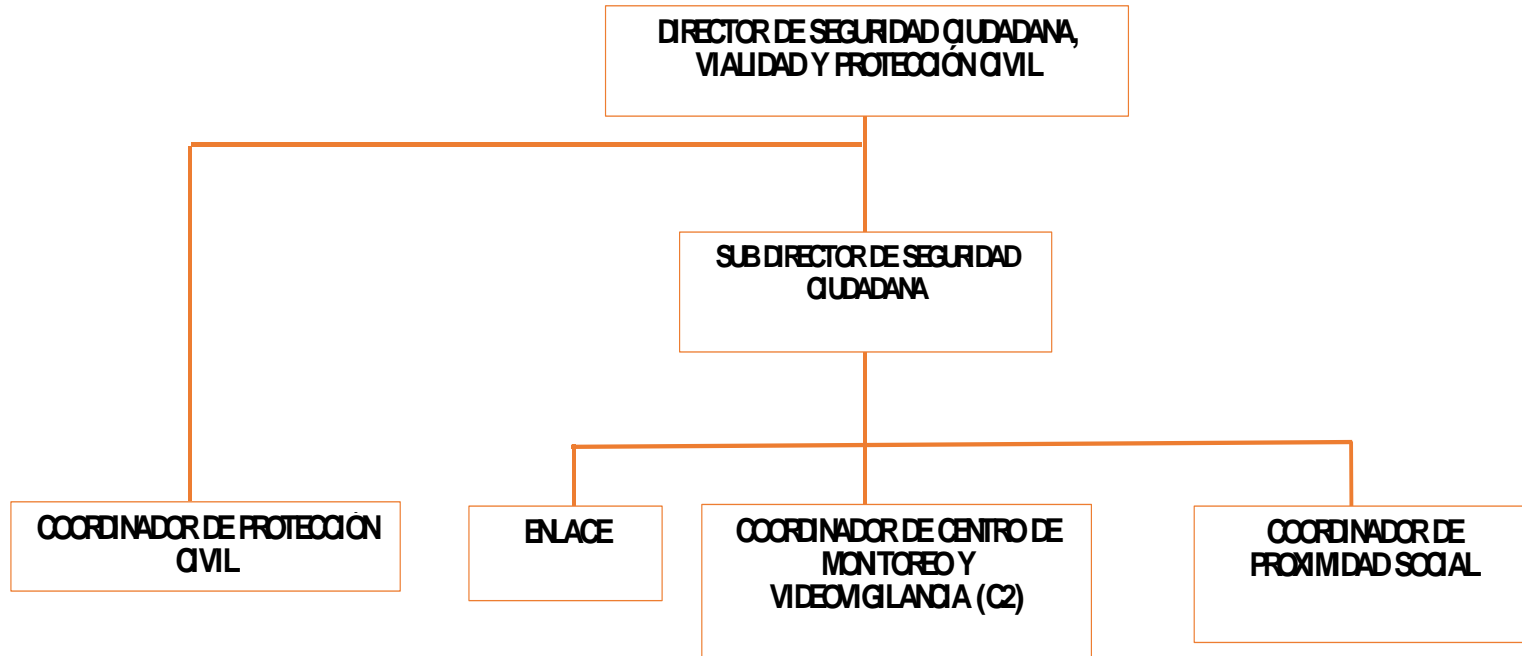 DIRECTOR DE SEGURIDAD CIUDADANA,
VIALIDAD Y PROTECCIÓN CIVIL
SUB DIRECTOR DE SEGURIDAD
CIUDADANA
COORDINADOR DE PROTECCIÓN
CIVIL
ENLACE
COORDINADOR DE CENTRO DE
MONITOREO Y
VIDEOVIGILANCIA (C2)
COORDINADOR DE
PROXIMIDAD SOCIAL